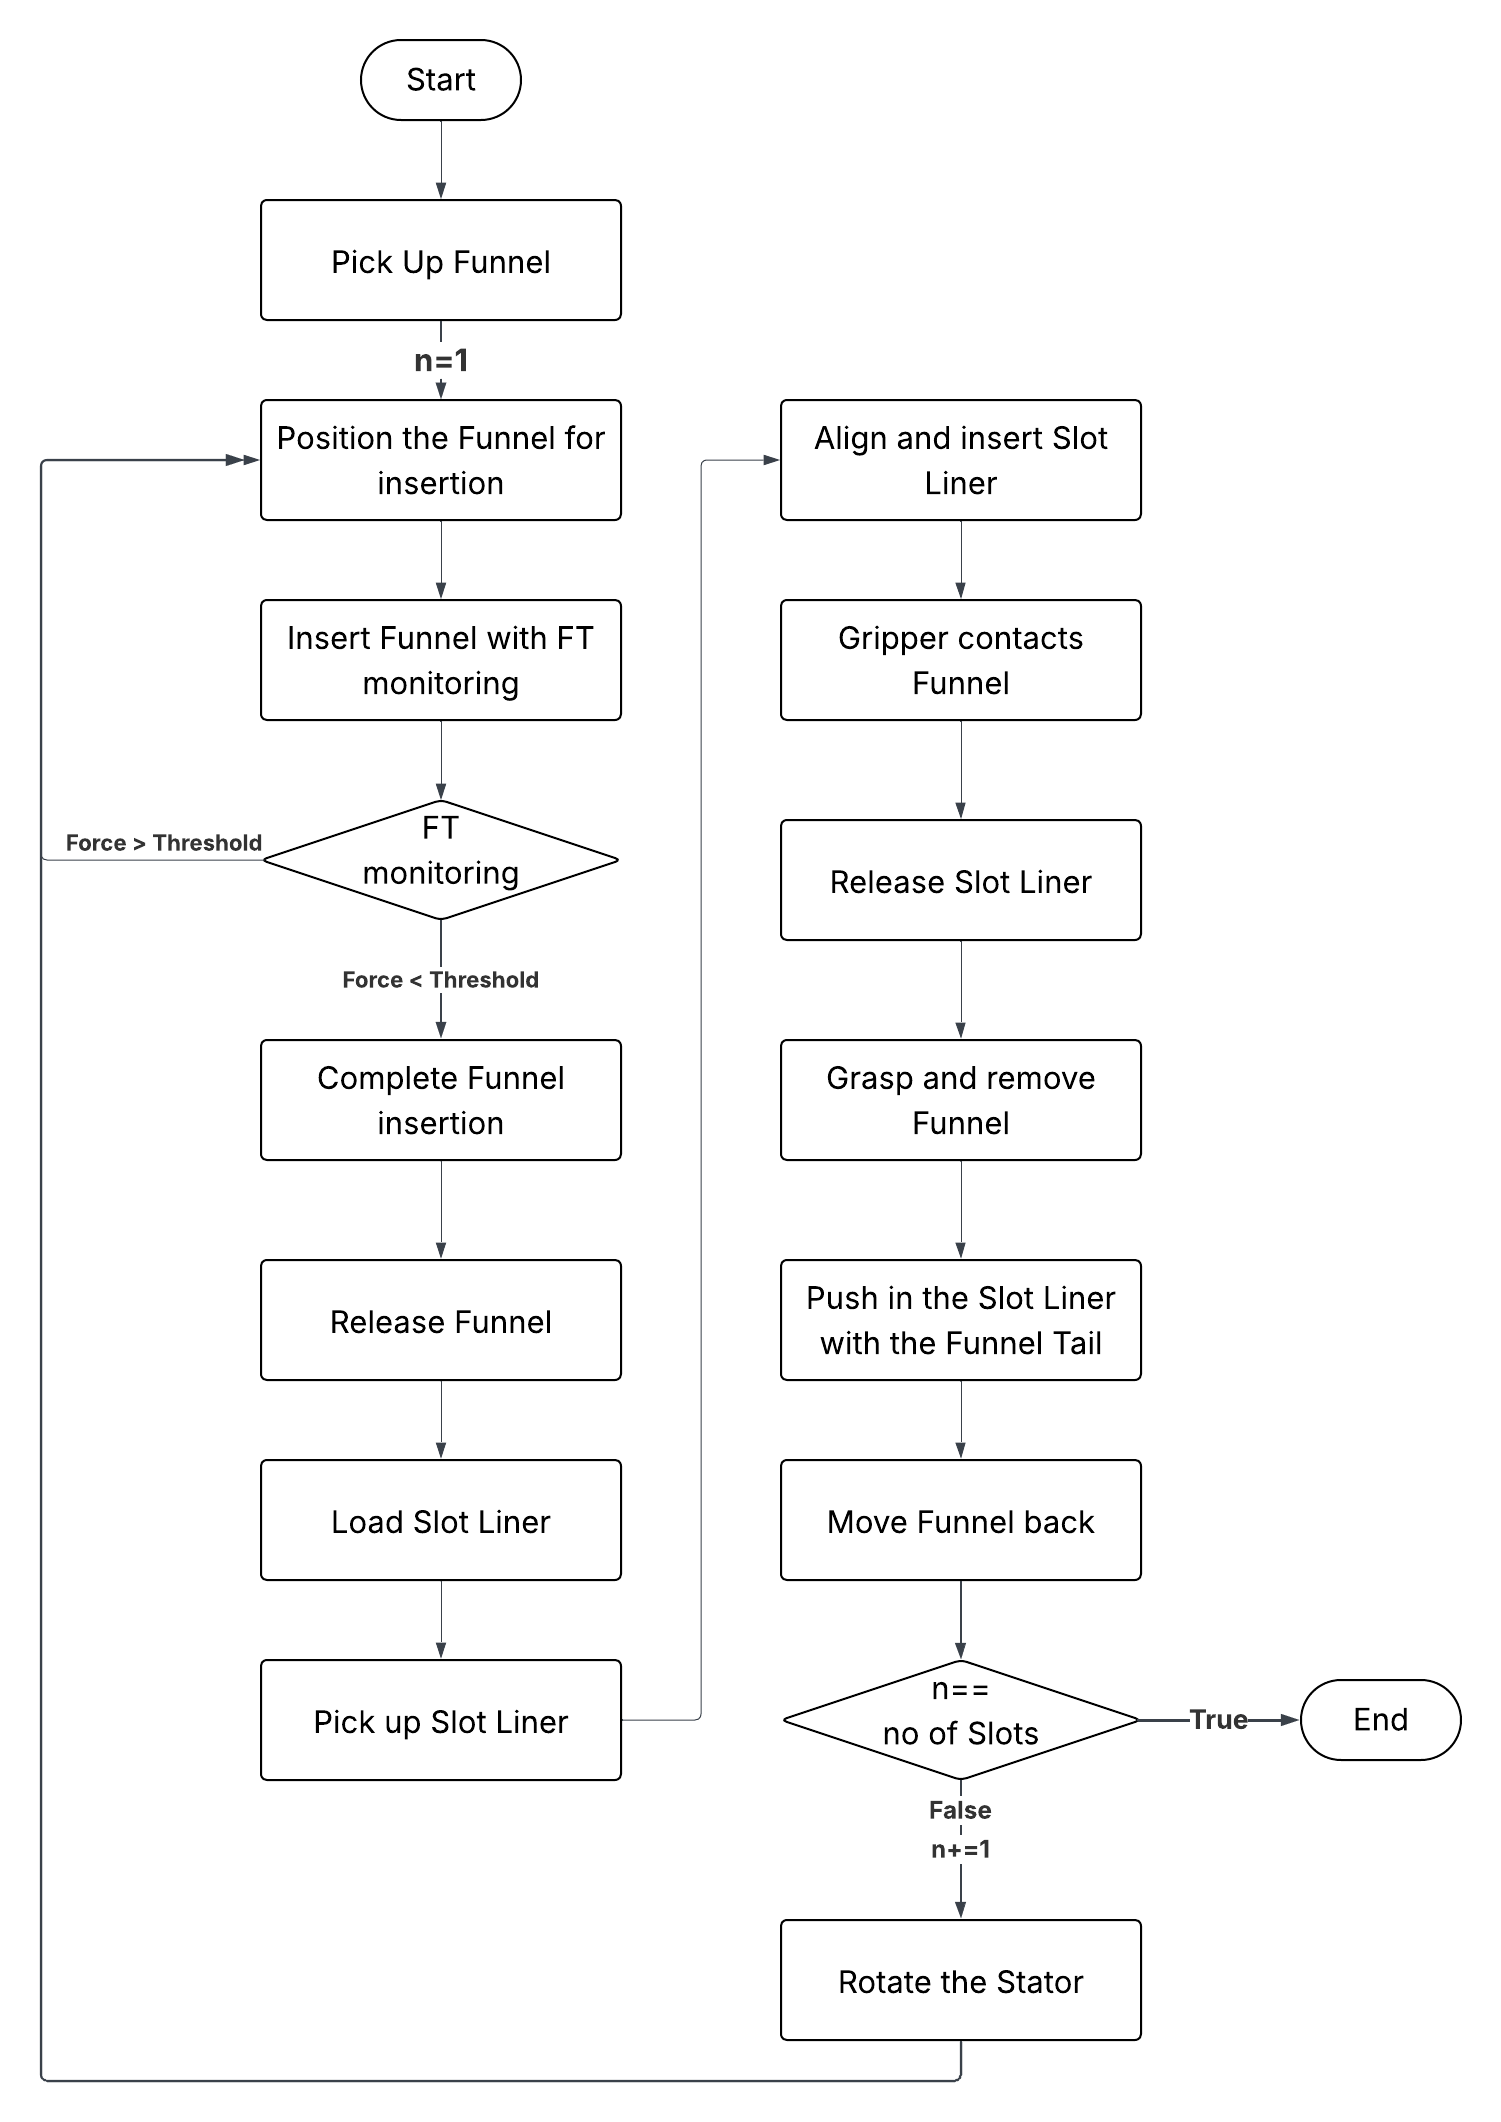 Start
Pick Up Funnel
n=1
Position the Funnel for
insertion
Insert Funnel with FT
monitoring
FT
monitoring
Force > Threshold
Force < Threshold
Complete Funnel
insertion
Release Funnel
Load Slot Liner
Pick up Slot Liner
Align and insert Slot
Liner
Gripper contacts
Funnel
Release Slot Liner
Grasp and remove
Funnel
Push in the Slot Liner
with the Funnel Tail
Move Funnel back
n==
no of Slots
True
End
False
n+=1
Rotate the Stator